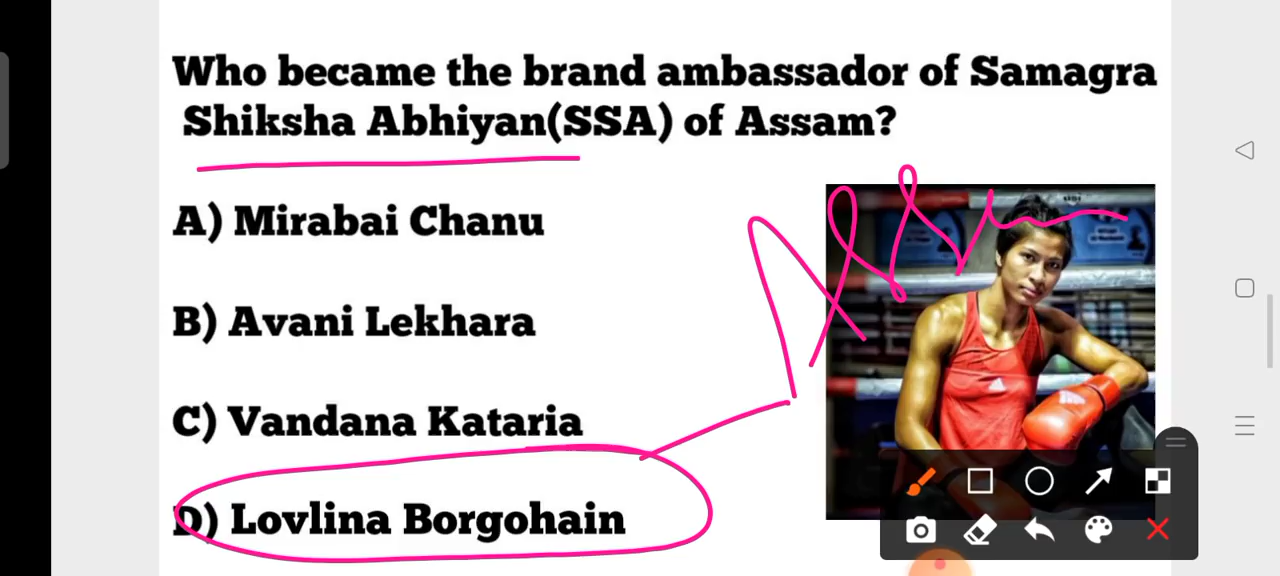 Who became the brand ambassador of Samagra
Shiksha Abhiyan(SSA) of Assam?
A) Mirabai Chanu
B) Avani Lekhara
C) Vandana Kataria
D) Lovlina Borgohain